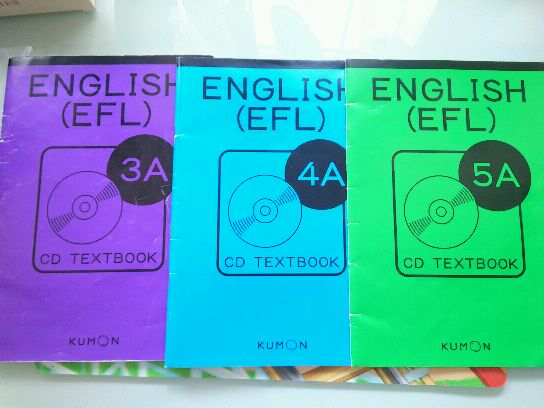 ENGLISH
(EFL)
3A
CD TEXTBOOK
KUMON
ENGLISH
(EFL)
4A
CD TEXTBOOK
KUMON
ENGLISH
(EFL)
5A
CD TEXTBOOK
KUMON